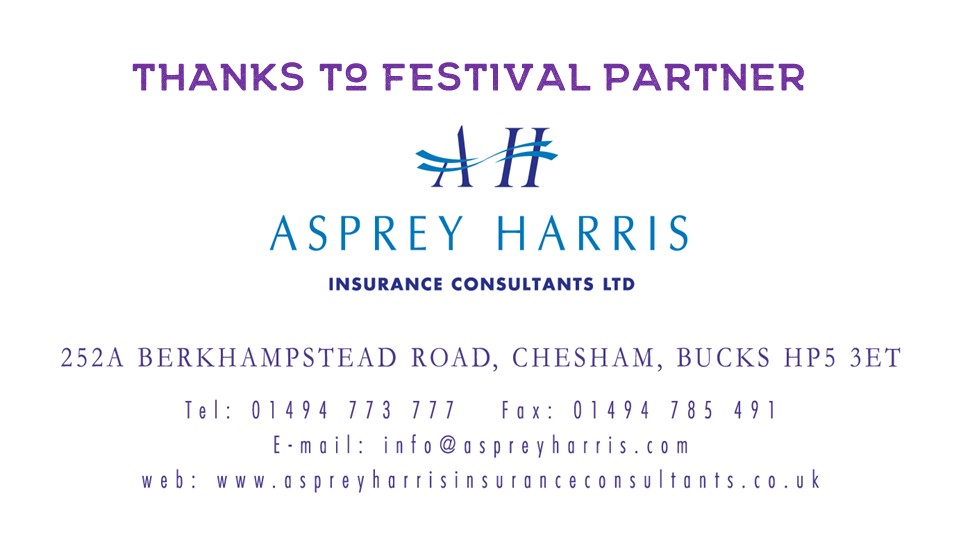 THANKS TO FESTIVAL PARTNER
AH
ASPREY HARRIS
INSURANCE CONSULTANTS LTD
252A BERKHAMPSTEAD ROAD, CHESHAM, BUCKS HP5 3ET
Tel: 01494 773 777 Fax: 01494 785 491
E-mail: info@aspreyharris.com
web: www.aspreyharrisinsuranceconsultants.co.uk